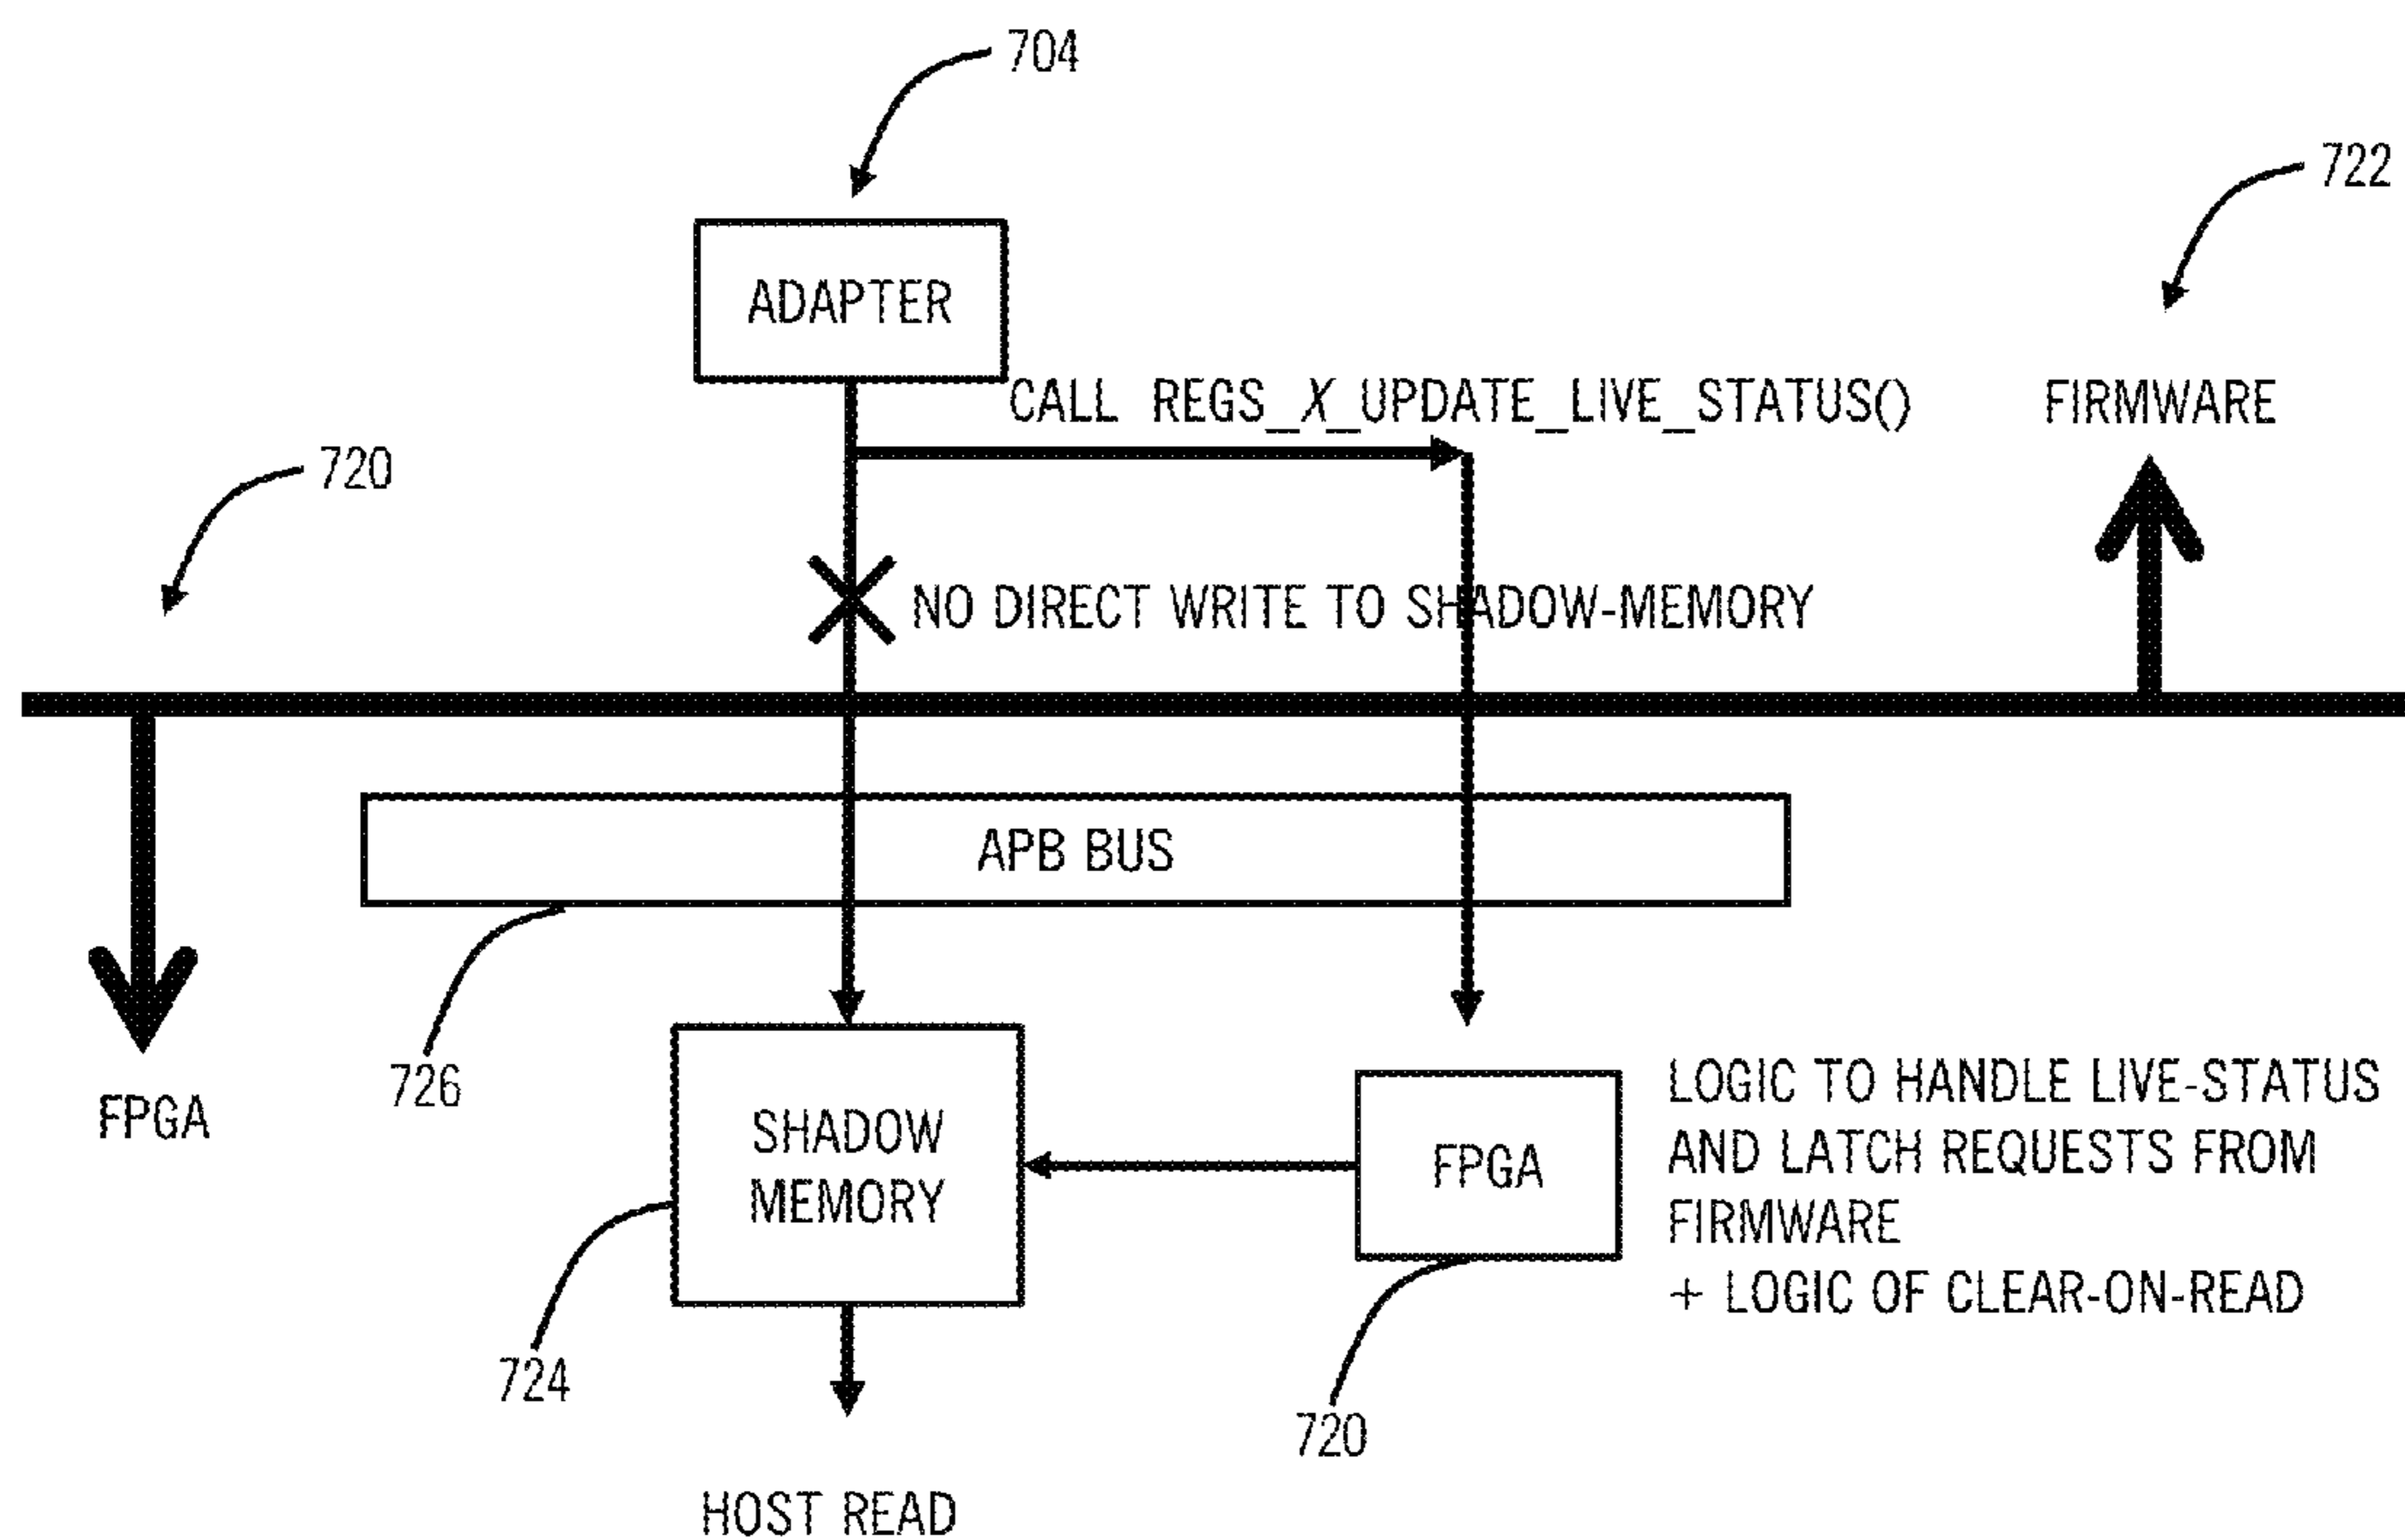 704
722
ADAPTER
CALL REGS_X_UPDATE_LIVE_STATUS()
FIRMWARE
720
NO DIRECT WRITE TO SHADOW-MEMORY
APB BUS
726
FPGA
SHADOW
MEMORY
FPGA
LOGIC TO HANDLE LIVE-STATUS
AND LATCH REQUESTS FROM
FIRMWARE
+ LOGIC OF CLEAR-ON-READ
724
720
HOST READ